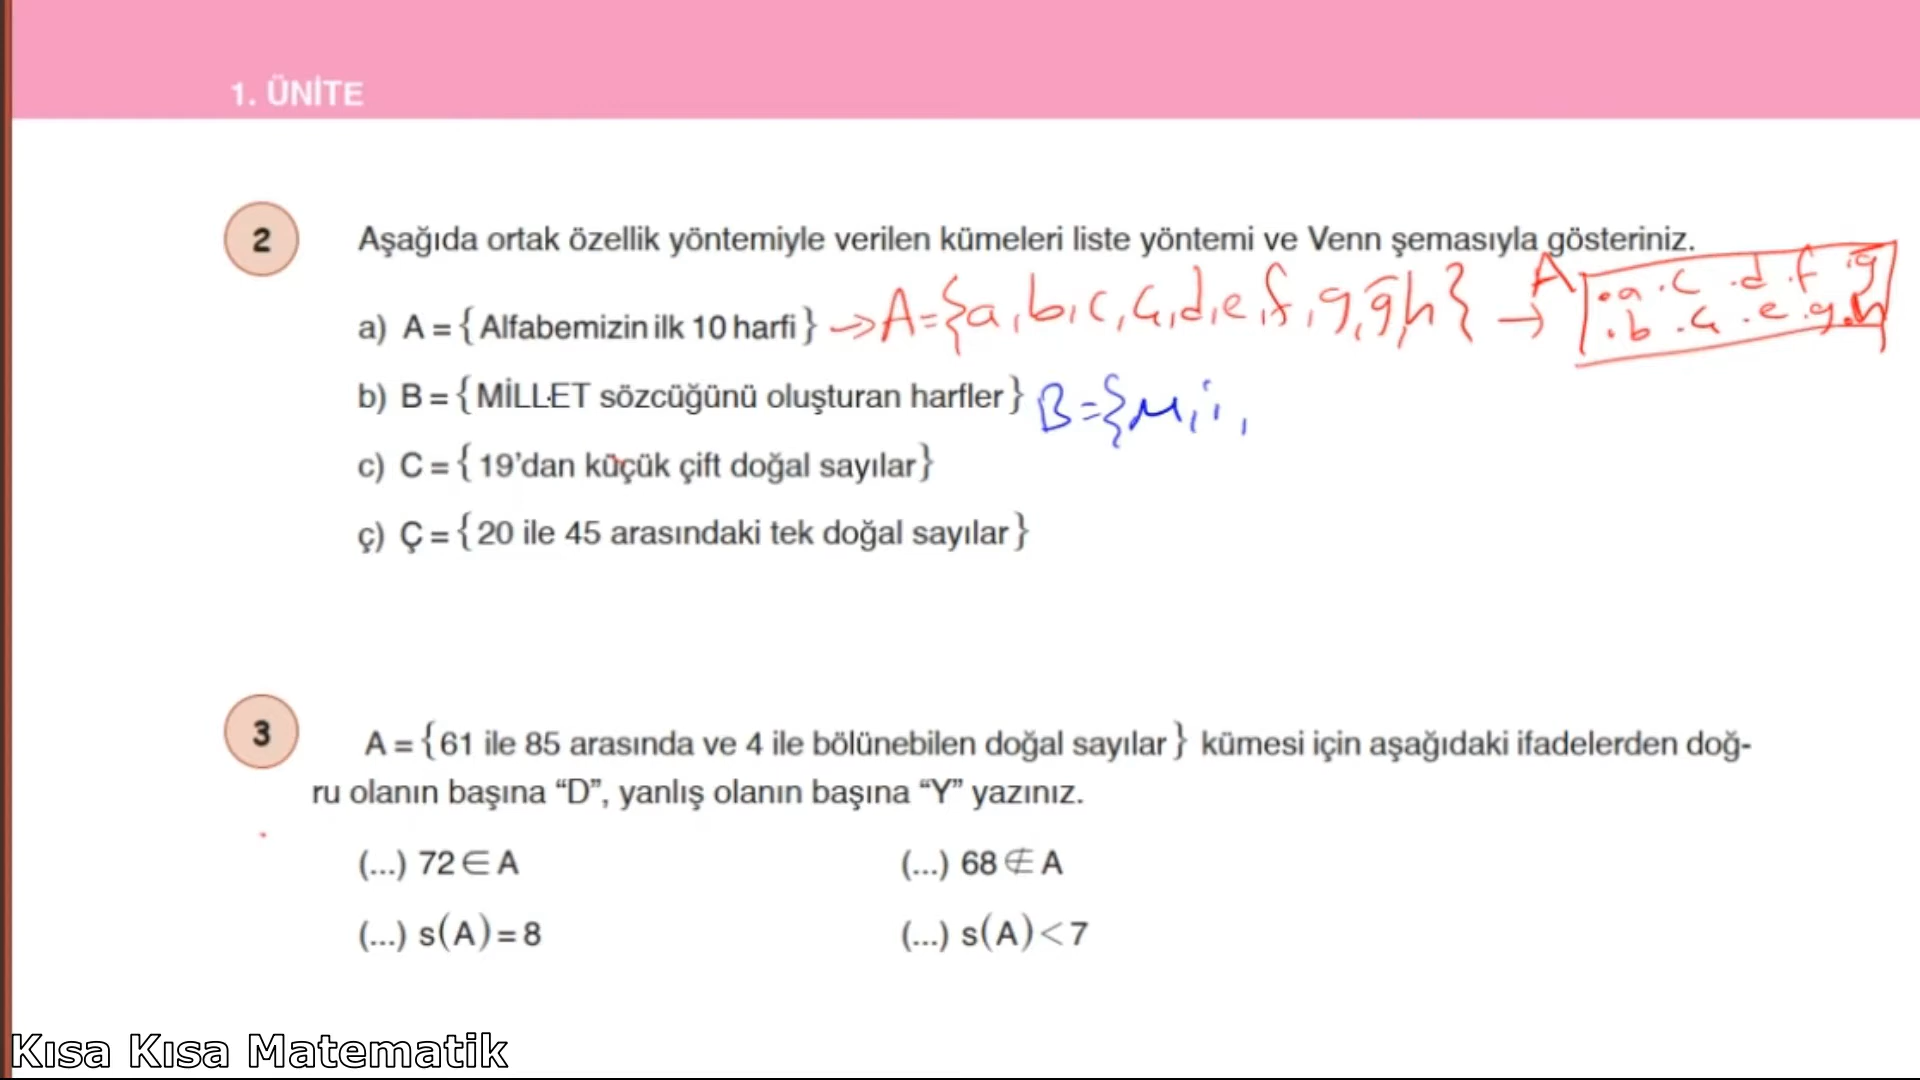 1. ÜNİTE
2 Aşağıda ortak özellik yöntemiyle verilen kümeleri liste yöntemi ve Venn şemasıyla gösteriniz.
a) A = { Alfabemizin ilk 10 harfi } → A = {a, b, c, ç, d, e, f, g, ğ, h} → A .a .c .d .f .ğ
.b .ç .e .g .h
b) B = { MİLLET sözcüğünü oluşturan harfler } B = {M, i,
c) C = { 19’dan küçük çift doğal sayılar }
ç) Ç = { 20 ile 45 arasındaki tek doğal sayılar }
3 A = { 61 ile 85 arasında ve 4 ile bölünebilen doğal sayılar } kümesi için aşağıdaki ifadelerden doğ-
ru olanın başına “D”, yanlış olanın başına “Y” yazınız.
(...) 72 ∈ A (...) 68 ∉ A
(...) s(A) = 8 (...) s(A) < 7
Kısa Kısa Matematik